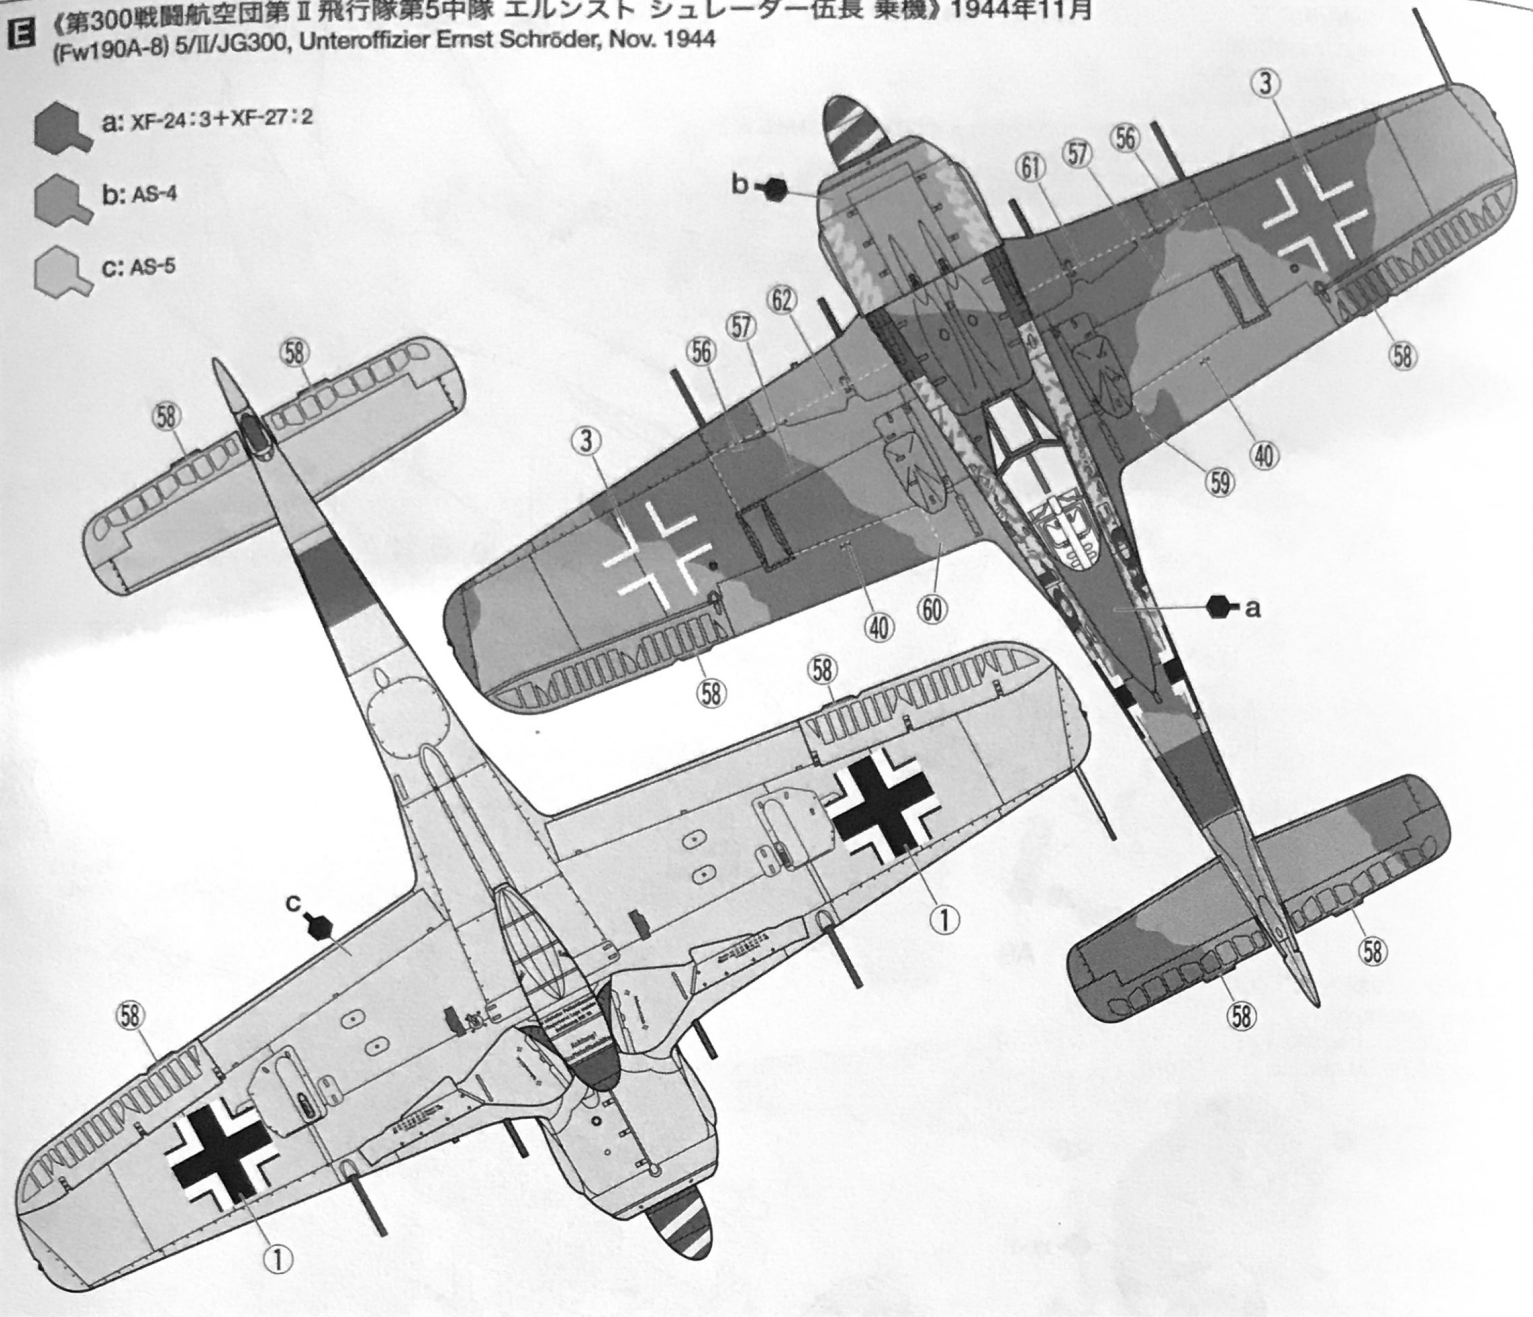 E 《第300戦闘航空団第Ⅱ飛行隊第5中隊 エルンスト シュレーダー伍長 乗機》1944年11月
(Fw190A-8) 5/II/JG300, Unteroffizier Ernst Schröder, Nov. 1944
a: XF-24:3+XF-27:2
b: AS-4
c: AS-5
3
56
57
61
b
62
57
56
3
58
58
58
40
59
40
60
58
a
58
1
c
58
58
58
1